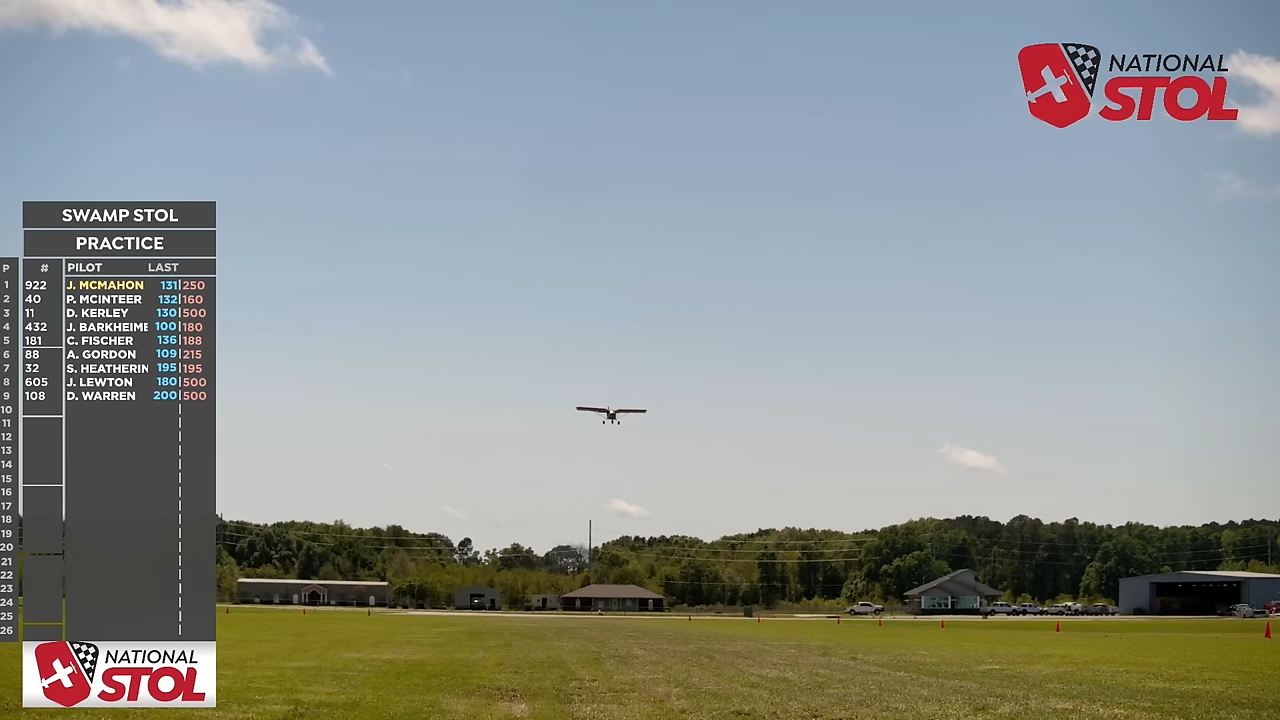 NATIONAL
STOL
SWAMP STOL
PRACTICE
P # PILOT LAST
1 922 J. MCMAHON 131 250
2 40 P. MCINTEER 132 160
3 11 D. KERLEY 130 500
4 432 J. BARKHEIME 100 180
5 181 C. FISCHER 136 188
6 88 A. GORDON 109 215
7 32 S. HEATHERIN 195 195
8 605 J. LEWTON 180 500
9 108 D. WARREN 200 500
10
11
12
13
14
15
16
17
18
19
20
21
22
23
24
25
26
NATIONAL
STOL